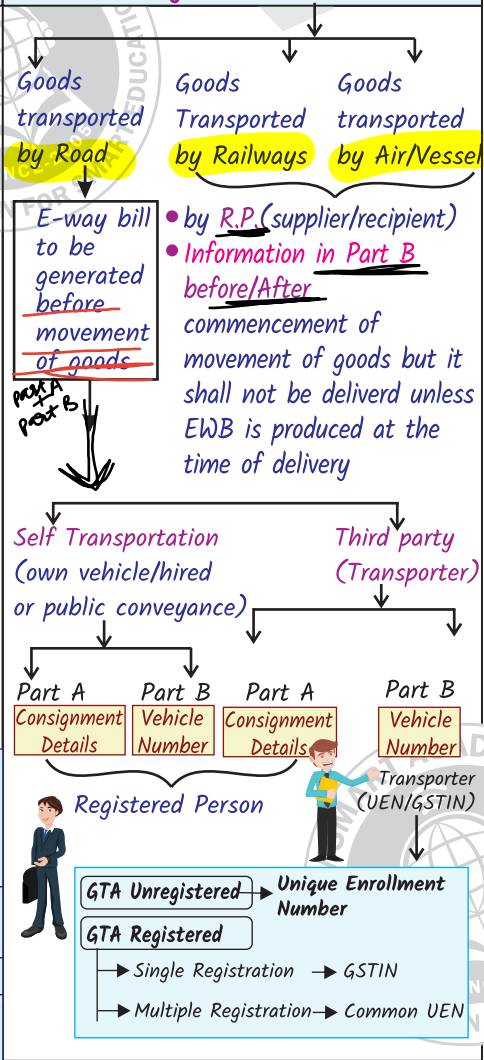 Goods
transported
by Road
Goods
Transported
by Railways
Goods
transported
by Air/Vessel
E-way bill
to be
generated
before
movement
of goods
Part A
+
Part B
• by R.P.(supplier/recipient)
• Information in Part B
before/After
commencement of
movement of goods but it
shall not be deliverd unless
EWB is produced at the
time of delivery
Self Transportation
(own vehicle/hired
or public conveyance)
Third party
(Transporter)
Part A
Consignment
Details
Part B
Vehicle
Number
Part A
Consignment
Details
Part B
Vehicle
Number
Registered Person
Transporter
(UEN/GSTIN)
GTA Unregistered
Unique Enrollment
Number
GTA Registered
Single Registration
GSTIN
Multiple Registration
Common UEN